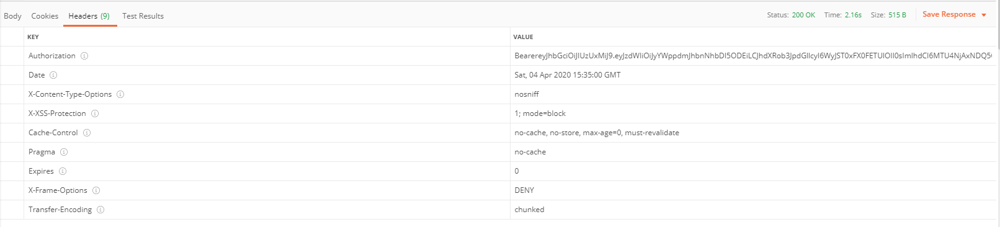 Body Cookies Headers (9) Test Results Status: 200 OK Time: 2.16s Size: 515 B Save Response
KEY VALUE
Authorization BearereyJhbGciOiJIUzUxMiJ9.eyJzdWIiOiJyYWppdmJhbnNhbDI5ODEiLCJhdXRob3JpdGllcyI6WyJST0xFX0FETUlOIl0sImlhdCI6MTU4NjAxNDQ5
Date Sat, 04 Apr 2020 15:35:00 GMT
X-Content-Type-Options nosniff
X-XSS-Protection 1; mode=block
Cache-Control no-cache, no-store, max-age=0, must-revalidate
Pragma no-cache
Expires 0
X-Frame-Options DENY
Transfer-Encoding chunked